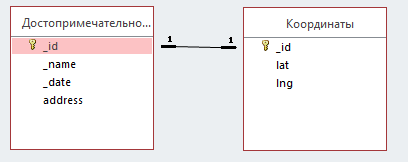 Достопримечательно...
_id
_name
_date
address
1
1
Координаты
_id
lat
lng